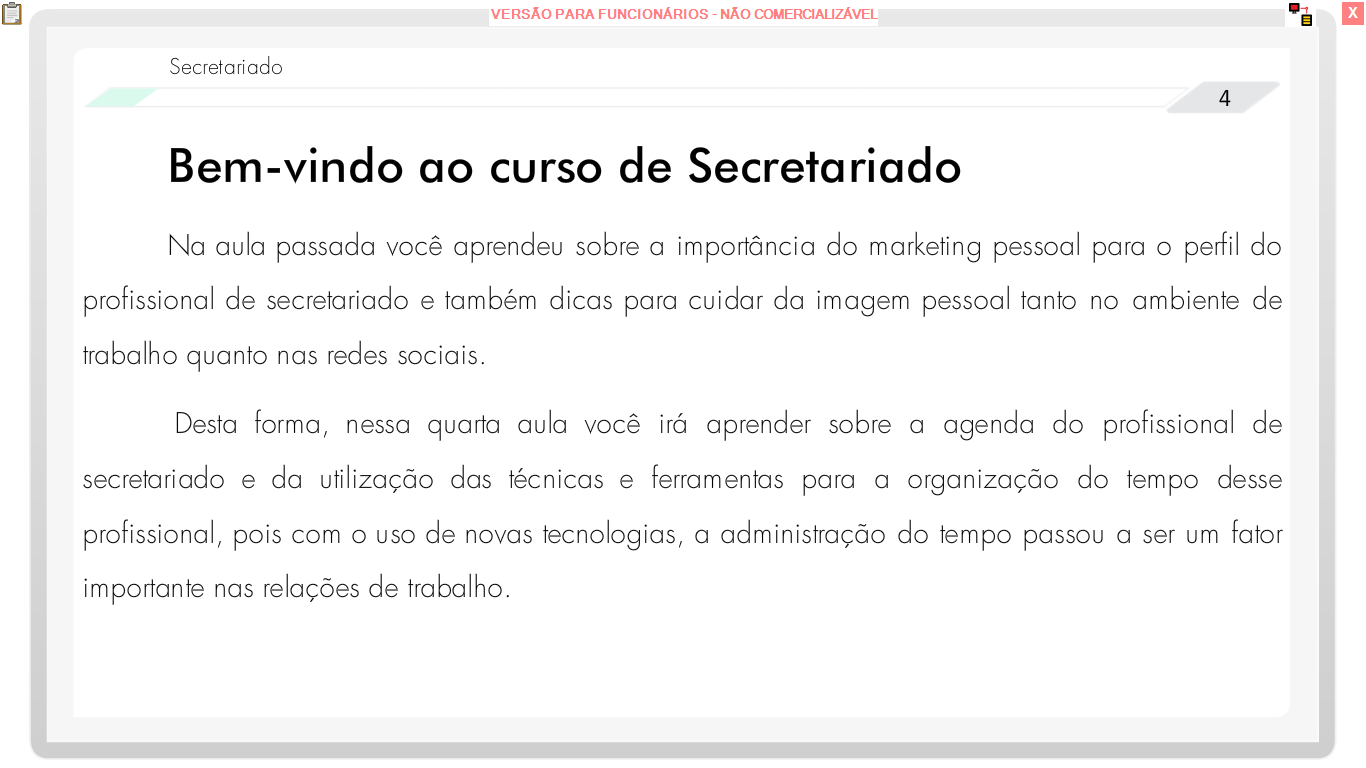 VERSÃO PARA FUNCIONÁRIOS - NÃO COMERCIALIZÁVEL
X
Secretariado
4
Bem-vindo ao curso de Secretariado
Na aula passada você aprendeu sobre a importância do marketing pessoal para o perfil do
profissional de secretariado e também dicas para cuidar da imagem pessoal tanto no ambiente de
trabalho quanto nas redes sociais.
Desta forma, nessa quarta aula você irá aprender sobre a agenda do profissional de
secretariado e da utilização das técnicas e ferramentas para a organização do tempo desse
profissional, pois com o uso de novas tecnologias, a administração do tempo passou a ser um fator
importante nas relações de trabalho.